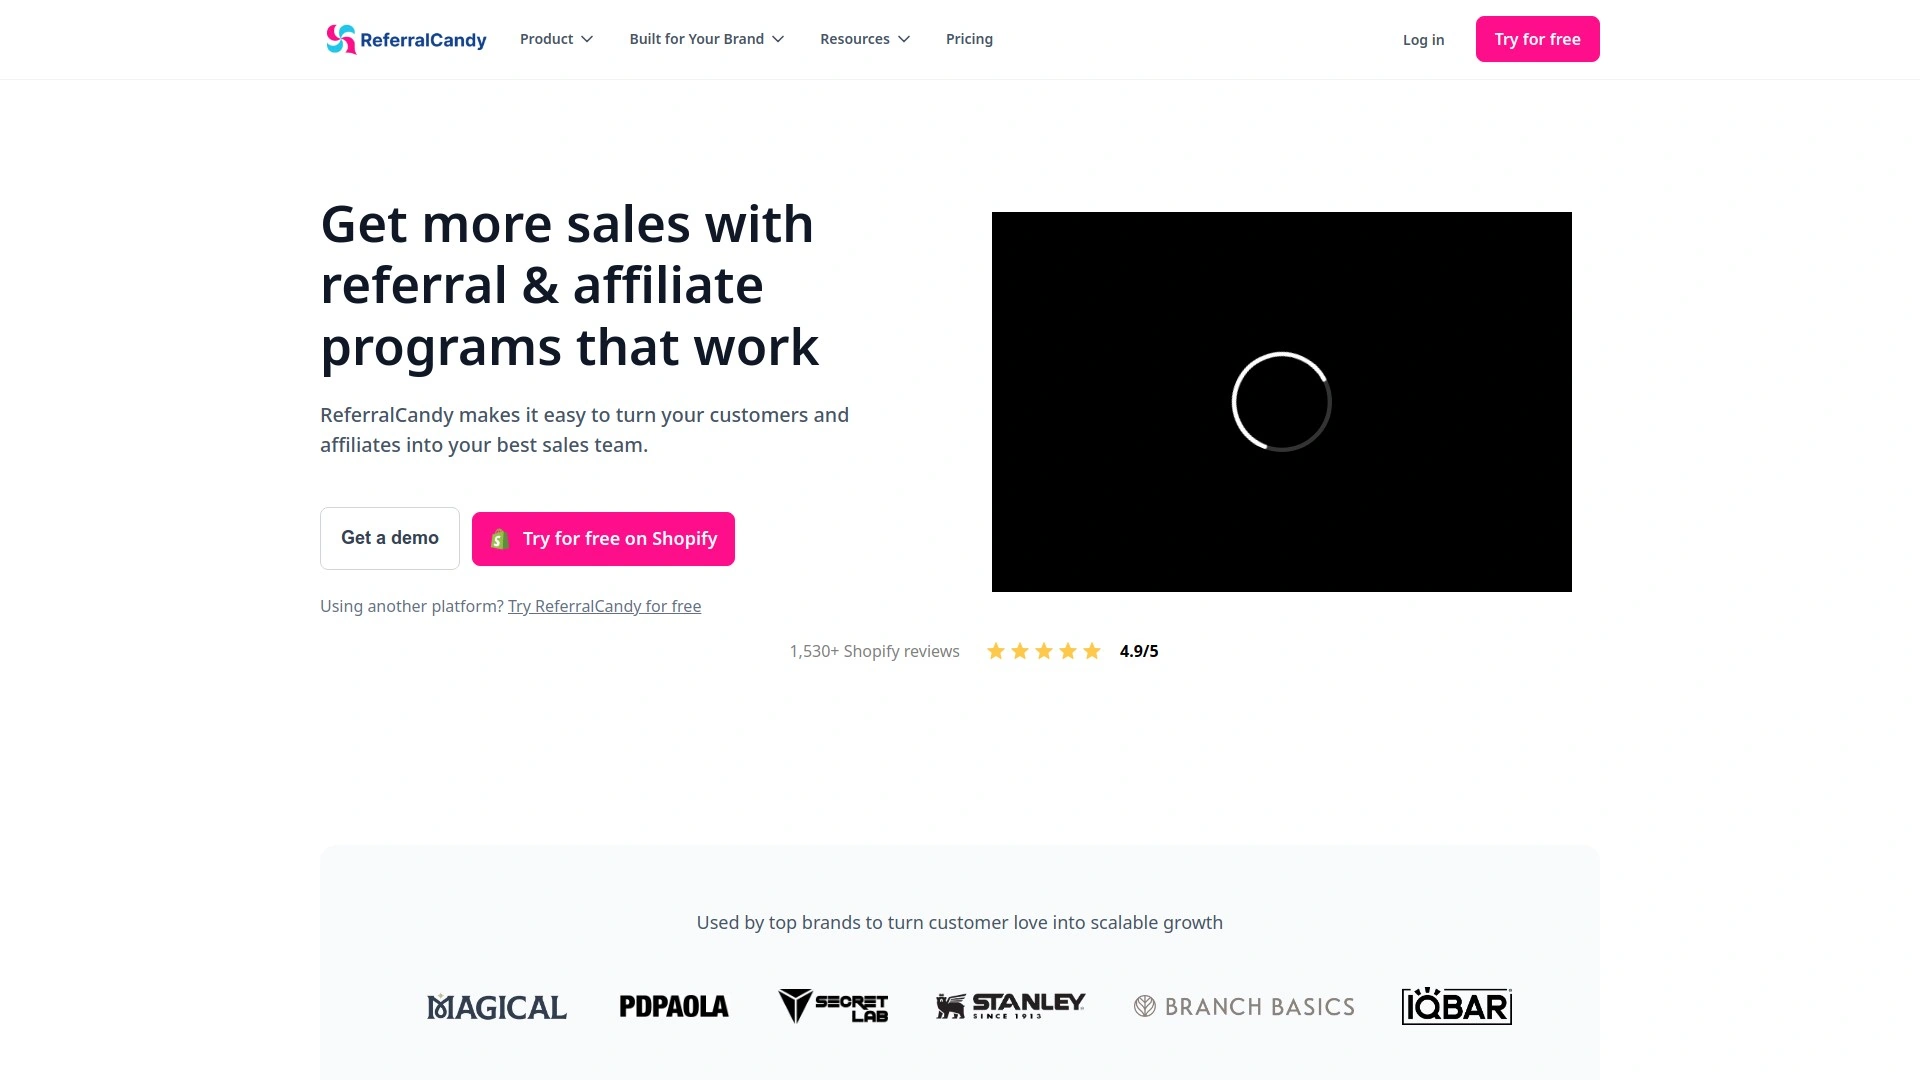 ReferralCandy
Product
Built for Your Brand
Resources
Pricing
Log in
Try for free
Get more sales with
referral & affiliate
programs that work
ReferralCandy makes it easy to turn your customers and
affiliates into your best sales team.
Get a demo
Try for free on Shopify
Using another platform? Try ReferralCandy for free
1,530+ Shopify reviews
4.9/5
Used by top brands to turn customer love into scalable growth
MAGICAL
PDPAOLA
SECRET
LAB
STANLEY
SINCE 1913
BRANCH BASICS
IQBAR